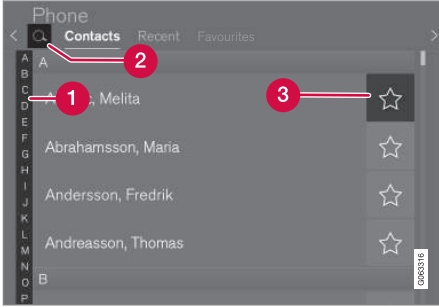 Phone
Contacts Recent Favourites
A
B
C
D
E
F
G
H
I
J
K
L
M
N
O
P
A
Melita
Abrahamsson, Maria
Andersson, Fredrik
Andreasson, Thomas
B
1
2
3
G063316